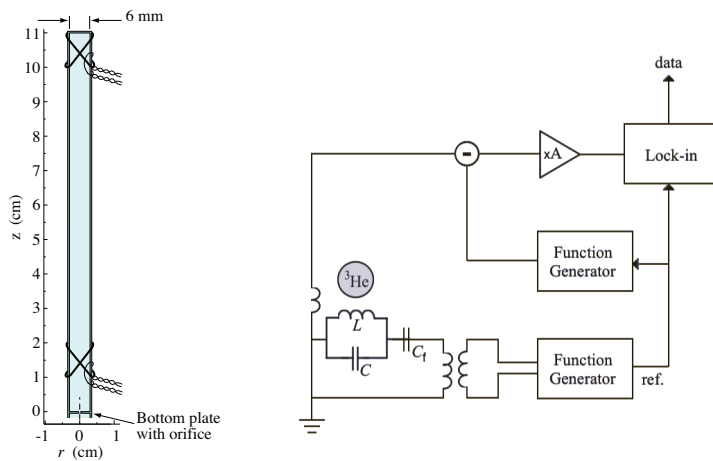 6 mm
11
10
9
8
7
6
5
4
3
2
1
0
z (cm)
-1 0 1
r (cm)
Bottom plate
with orifice
data
-
xA
Lock-in
Function
Generator
³He
L
C
C_f
Function
Generator
ref.